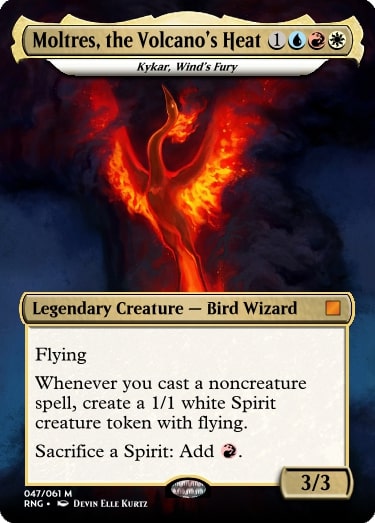 Moltres, the Volcano's Heat 1
Kykar, Wind's Fury
Legendary Creature — Bird Wizard
Flying
Whenever you cast a noncreature
spell, create a 1/1 white Spirit
creature token with flying.
Sacrifice a Spirit: Add .
3/3
047/061 M
RNG • Devin Elle Kurtz